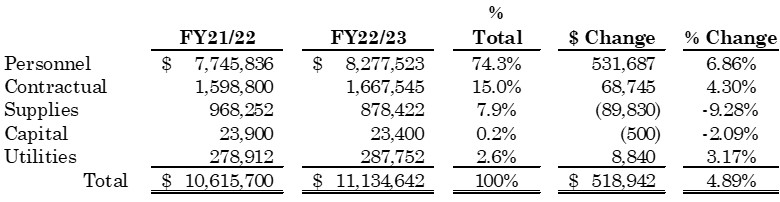 %
FY21/22 FY22/23 Total $ Change % Change
Personnel $ 7,745,836 $ 8,277,523 74.3% 531,687 6.86%
Contractual 1,598,800 1,667,545 15.0% 68,745 4.30%
Supplies 968,252 878,422 7.9% (89,830) -9.28%
Capital 23,900 23,400 0.2% (500) -2.09%
Utilities 278,912 287,752 2.6% 8,840 3.17%
Total $ 10,615,700 $ 11,134,642 100% $ 518,942 4.89%